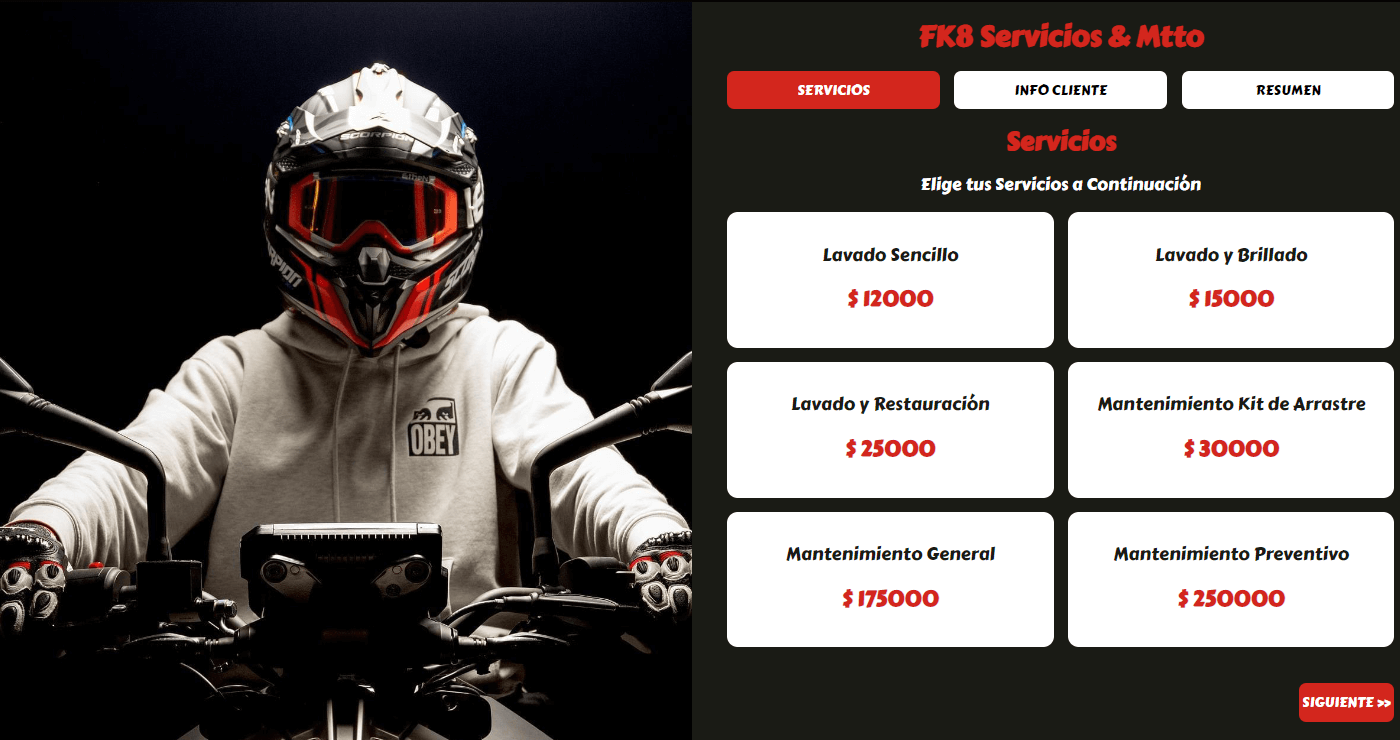 FK8 Servicios & Mtto
SERVICIOS
INFO CLIENTE
RESUMEN
Servicios
Elige tus Servicios a Continuación
Lavado Sencillo
$ 12000
Lavado y Brillado
$ 15000
Lavado y Restauración
$ 25000
Mantenimiento Kit de Arrastre
$ 30000
Mantenimiento General
$ 175000
Mantenimiento Preventivo
$ 250000
SIGUIENTE >>
SCORPION
OBEY